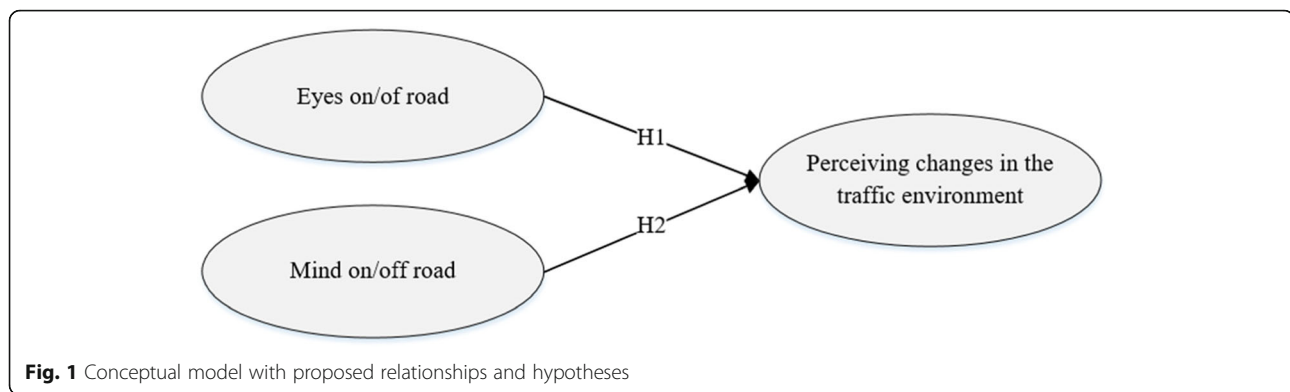 Eyes on/of road
H1
Perceiving changes in the
traffic environment
H2
Mind on/off road
Fig. 1 Conceptual model with proposed relationships and hypotheses